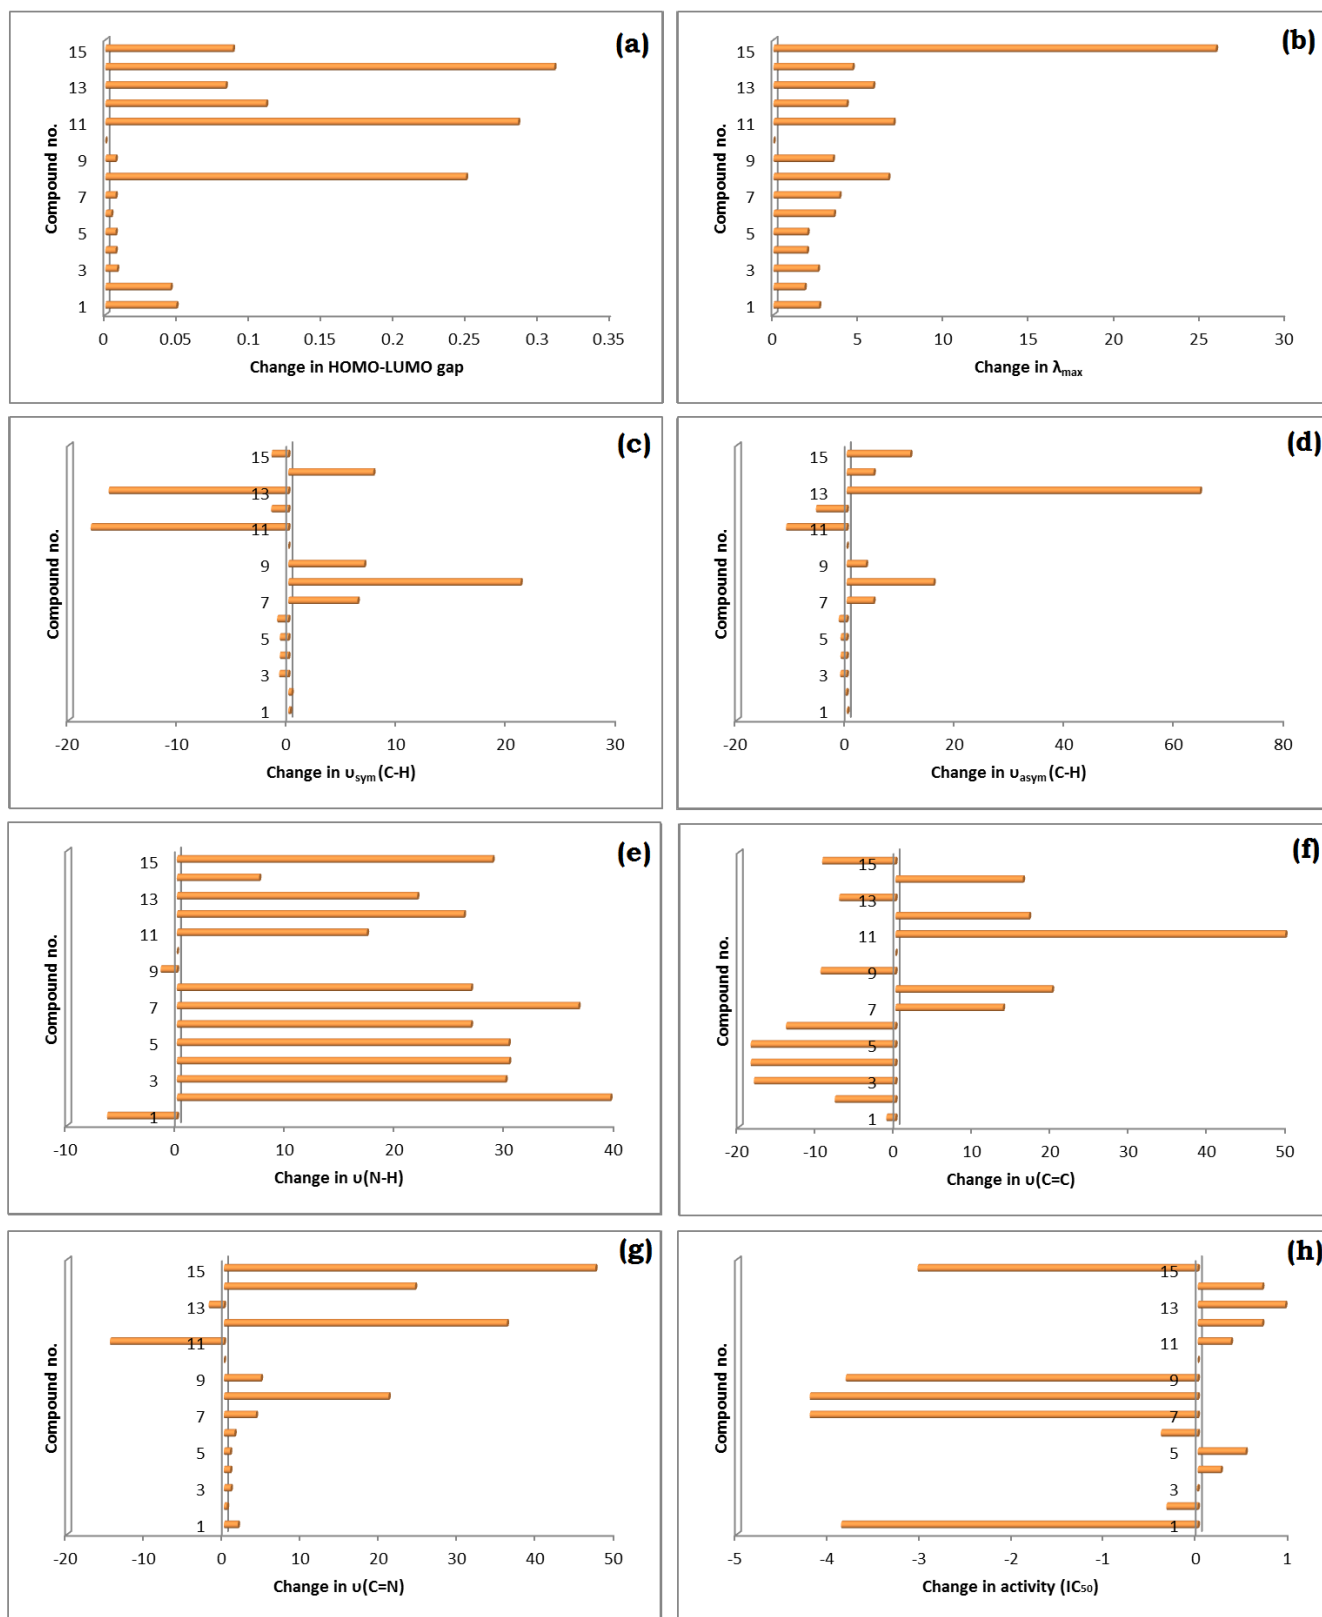 (a)
Compound no.
15
13
11
9
7
5
3
1
0 0.05 0.1 0.15 0.2 0.25 0.3 0.35
Change in HOMO-LUMO gap
(b)
Compound no.
15
13
11
9
7
5
3
1
0 5 10 15 20 25 30
Change in λmax
(c)
Compound no.
15
13
11
9
7
5
3
1
-20 -10 0 10 20 30
Change in υsym (C-H)
(d)
Compound no.
15
13
11
9
7
5
3
1
-20 0 20 40 60 80
Change in υasym (C-H)
(e)
Compound no.
15
13
11
9
7
5
3
1
-10 0 10 20 30 40
Change in υ(N-H)
(f)
Compound no.
15
13
11
9
7
5
3
1
-20 -10 0 10 20 30 40 50
Change in υ(C=C)
(g)
Compound no.
15
13
11
9
7
5
3
1
-20 -10 0 10 20 30 40 50
Change in υ(C=N)
(h)
Compound no.
15
13
11
9
7
5
3
1
-5 -4 -3 -2 -1 0 1
Change in activity (IC50)